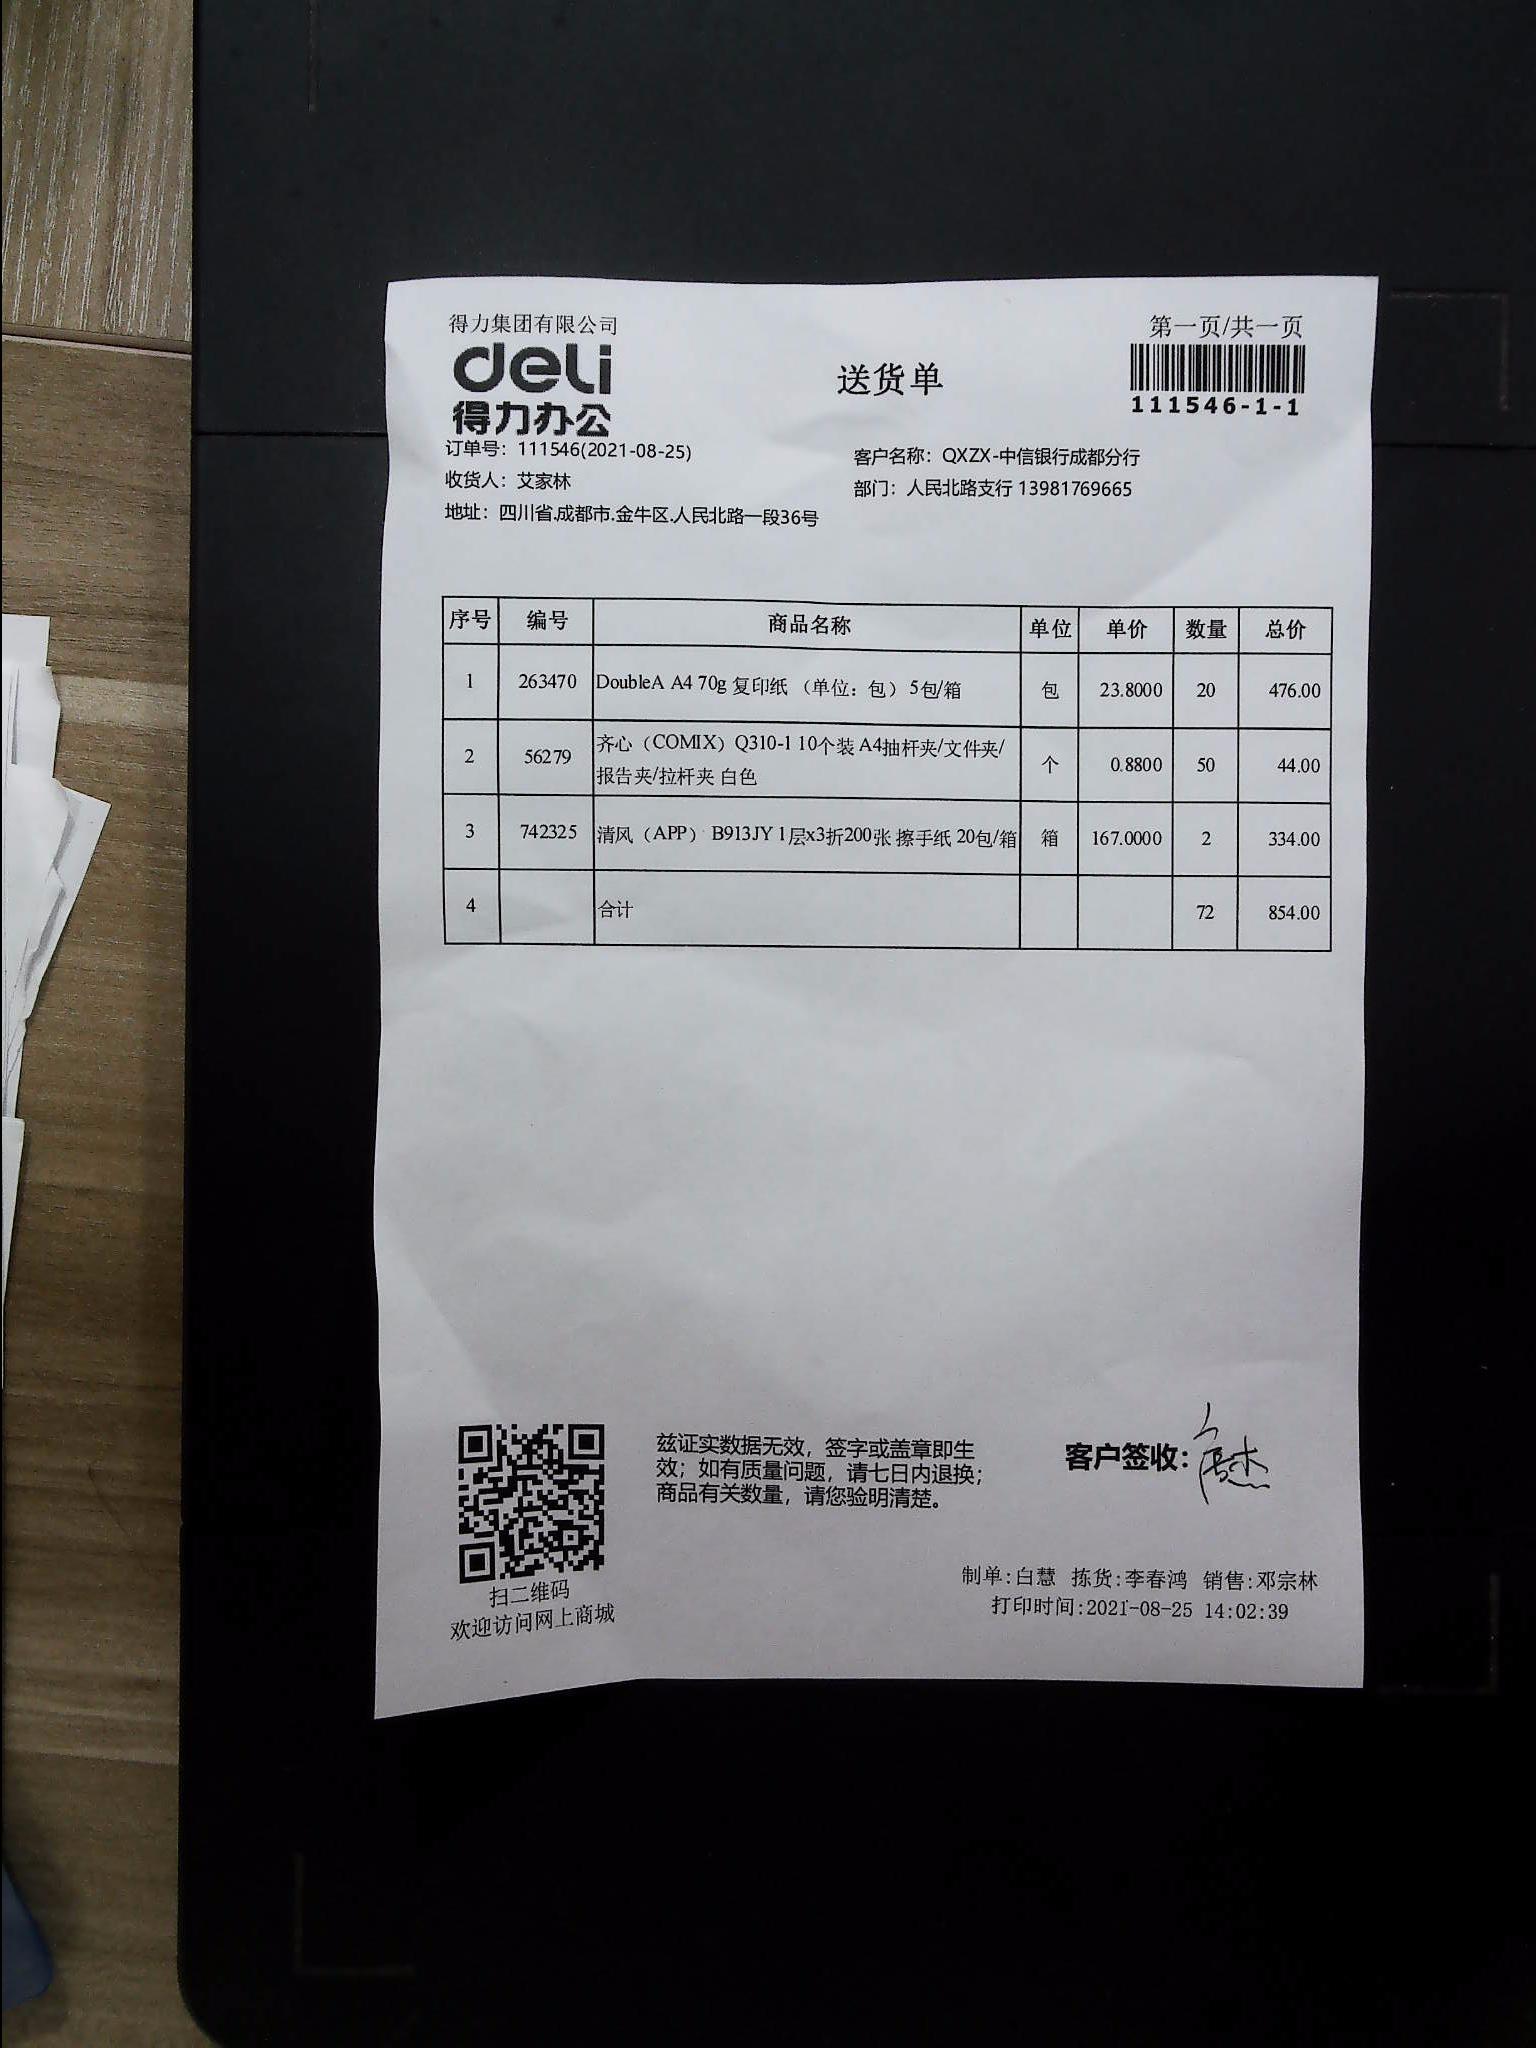 得力集团有限公司
第一页/共一页
deli
得力办公
送货单
111546-1-1
订单号：111546(2021-08-25)
客户名称：QXZX-中信银行成都分行
收货人：艾家林
部门：人民北路支行 13981769665
地址：四川省.成都市.金牛区.人民北路一段36号
序号 编号 商品名称 单位 单价 数量 总价
1 263470 DoubleA A4 70g 复印纸 （单位：包） 5包/箱 包 23.8000 20 476.00
2 56279 齐心（COMIX）Q310-1 10个装 A4抽杆夹/文件夹/ 个 0.8800 50 44.00
报告夹/拉杆夹 白色
3 742325 清风（APP） B913JY 1层x3折200张 擦手纸 20包/箱 箱 167.0000 2 334.00
4 合计 72 854.00
兹证实数据无效，签字或盖章即生
效；如有质量问题，请七日内退换；
商品有关数量，请您验明清楚。
客户签收：
扫二维码
欢迎访问网上商城
制单:白慧 拣货:李春鸿 销售:邓宗林
打印时间:2021-08-25 14:02:39